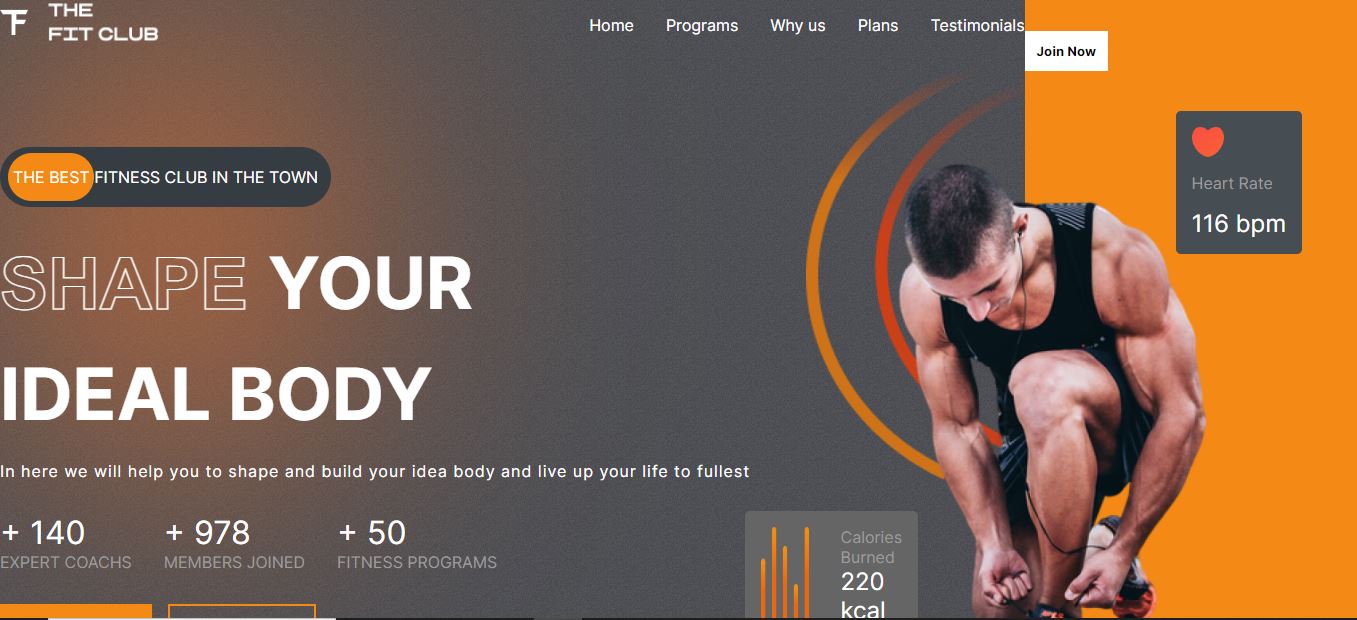 THE
FIT CLUB
Home Programs Why us Plans Testimonials
Join Now
Heart Rate
116 bpm
THE BEST FITNESS CLUB IN THE TOWN
SHAPE YOUR
IDEAL BODY
In here we will help you to shape and build your idea body and live up your life to fullest
+ 140 + 978 + 50
EXPERT COACHS MEMBERS JOINED FITNESS PROGRAMS
Calories
Burned
220
kcal